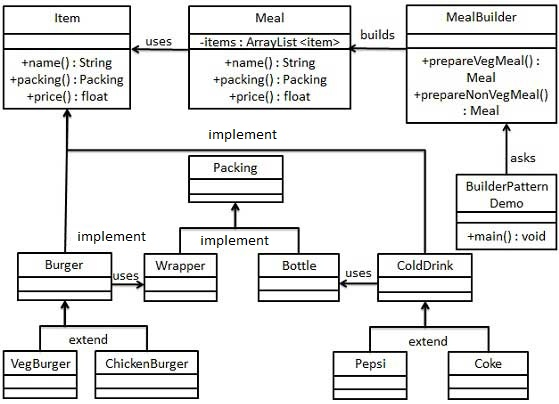 Item
Meal
MealBuilder
uses
-items : ArrayList <item>
builds
+name() : String
+packing() : Packing
+price() : float
+name() : String
+packing() : Packing
+price() : float
+prepareVegMeal() :
Meal
+prepareNonVegMeal()
: Meal
implement
asks
Packing
BuilderPattern
Demo
+main() : void
implement
implement
Burger
uses
Wrapper
Bottle
uses
ColdDrink
extend
extend
VegBurger
ChickenBurger
Pepsi
Coke